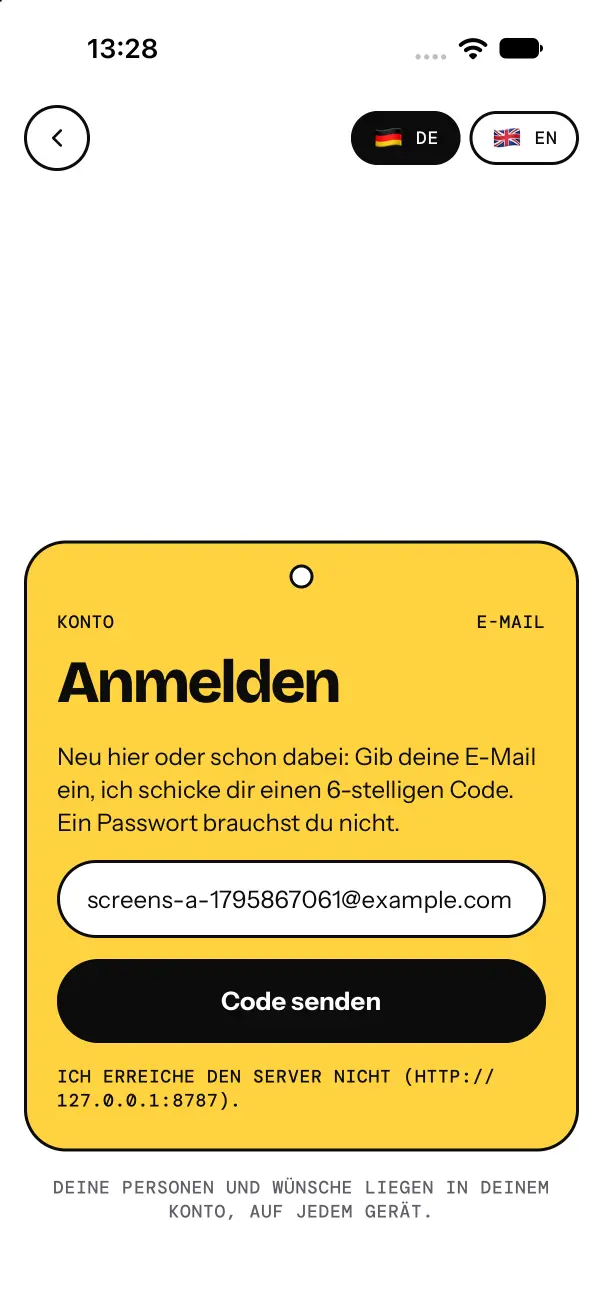 13:28
DE
EN
KONTO
E-MAIL
Anmelden
Neu hier oder schon dabei: Gib deine E-Mail
ein, ich schicke dir einen 6-stelligen Code.
Ein Passwort brauchst du nicht.
screens-a-1795867061@example.com
Code senden
ICH ERREICHE DEN SERVER NICHT (HTTP://
127.0.0.1:8787).
DEINE PERSONEN UND WÜNSCHE LIEGEN IN DEINEM
KONTO, AUF JEDEM GERÄT.